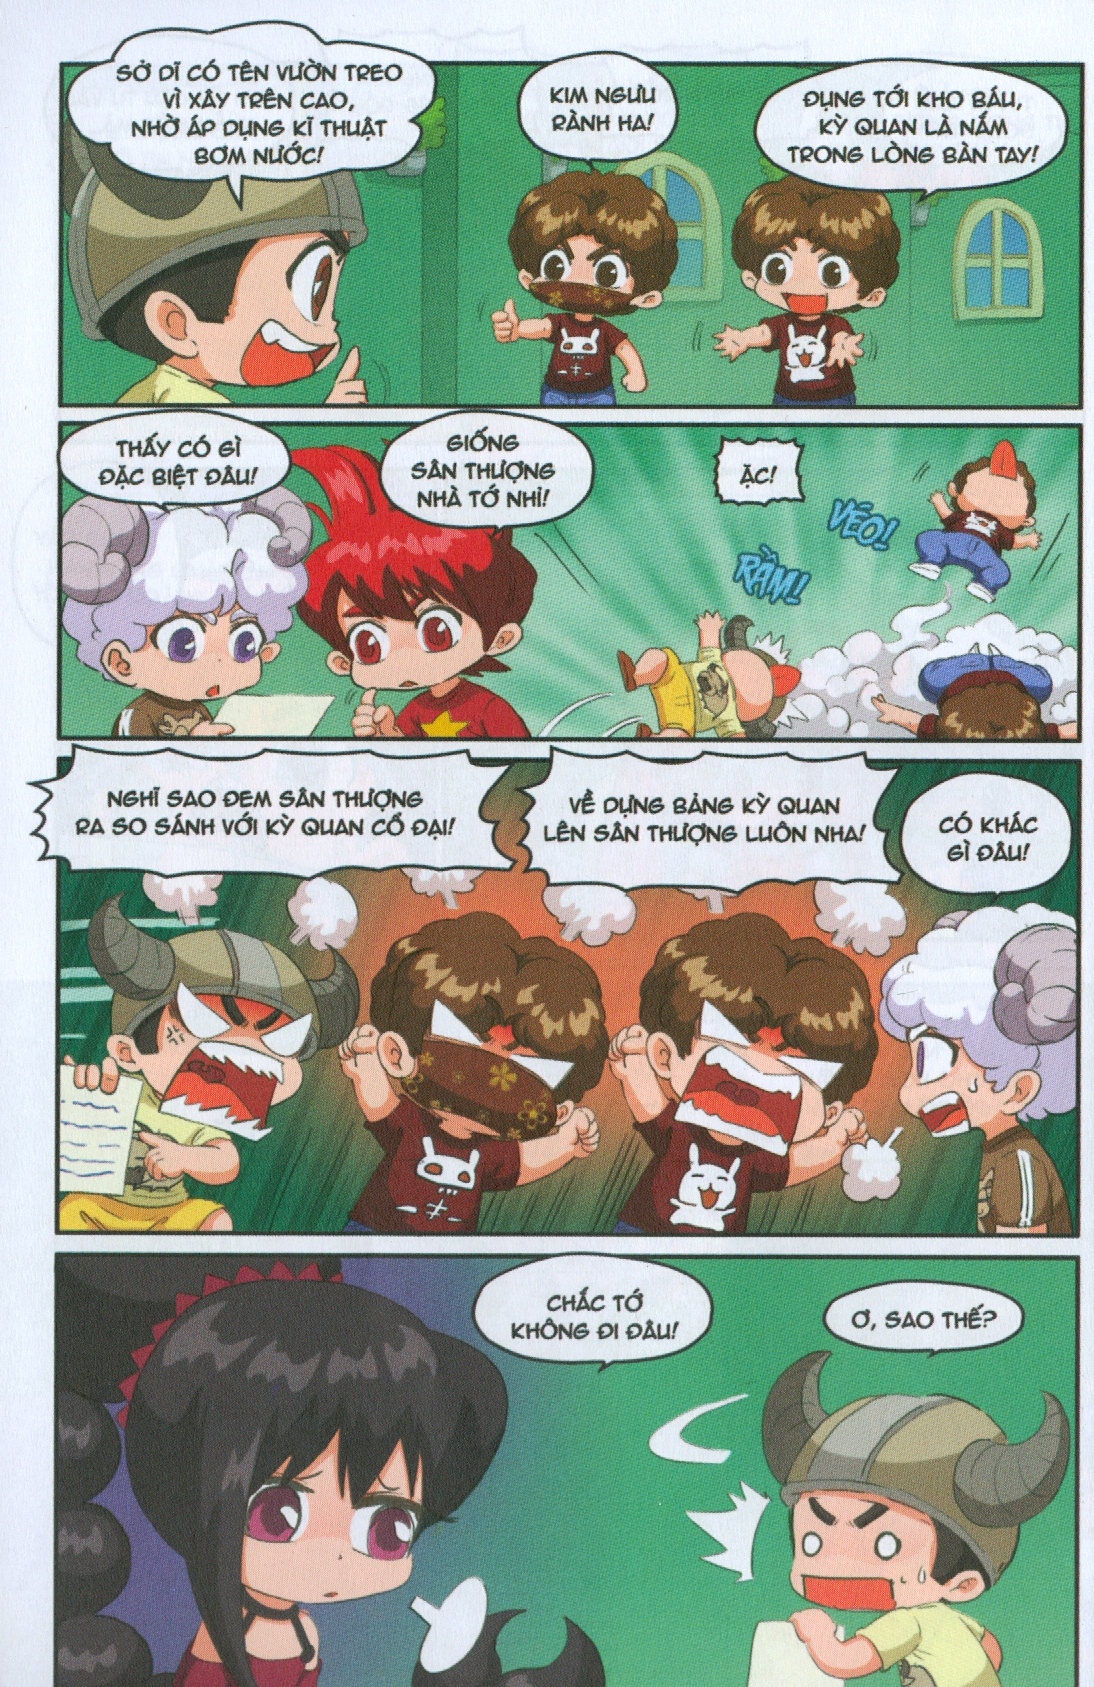 SỞ DĨ CÓ TÊN VƯỜN TREO
VÌ XÂY TRÊN CAO,
NHỜ ÁP DỤNG KĨ THUẬT
BƠM NƯỚC!
KIM NGƯU
RÀNH HA!
ĐỤNG TỚI KHO BÁU,
KỲ QUAN LÀ NẮM
TRONG LÒNG BÀN TAY!
THẤY CÓ GÌ
ĐẶC BIỆT ĐÂU!
GIỐNG
SÂN THƯỢNG
NHÀ TỚ NHỈ!
ẶC!
VÉO!
RẦM!
NGHĨ SAO ĐEM SÂN THƯỢNG
RA SO SÁNH VỚI KỲ QUAN CỔ ĐẠI!
VỀ DỰNG BẢNG KỲ QUAN
LÊN SÂN THƯỢNG LUÔN NHA!
CÓ KHÁC
GÌ ĐÂU!
CHẮC TỚ
KHÔNG ĐI ĐÂU!
Ơ, SAO THẾ?